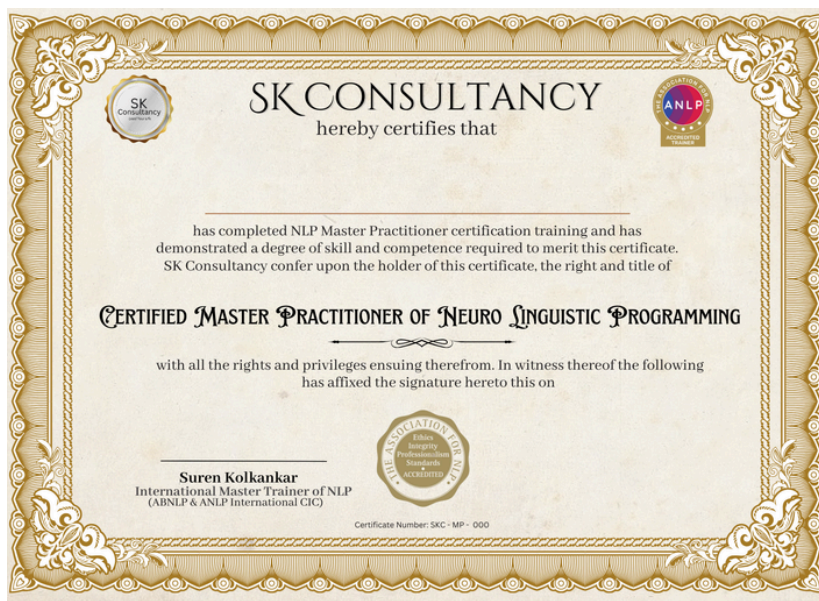 SK
Consultancy
SK CONSULTANCY
THE ASSOCIATION FOR NLP
ANLP
ACCREDITED
TRAINER
hereby certifies that
has completed NLP Master Practitioner certification training and has
demonstrated a degree of skill and competence required to merit this certificate.
SK Consultancy confer upon the holder of this certificate, the right and title of
CERTIFIED MASTER PRACTITIONER OF NEURO LINGUISTIC PROGRAMMING
with all the rights and privileges ensuing therefrom. In witness thereof the following
has affixed the signature hereto this on
THE ASSOCIATION FOR NLP
Ethics
Integrity
Professionalism
Standards
ACCREDITED
Suren Kolkankar
International Master Trainer of NLP
(ABNLP & ANLP International CIC)
Certificate Number: SKC - MP - 000